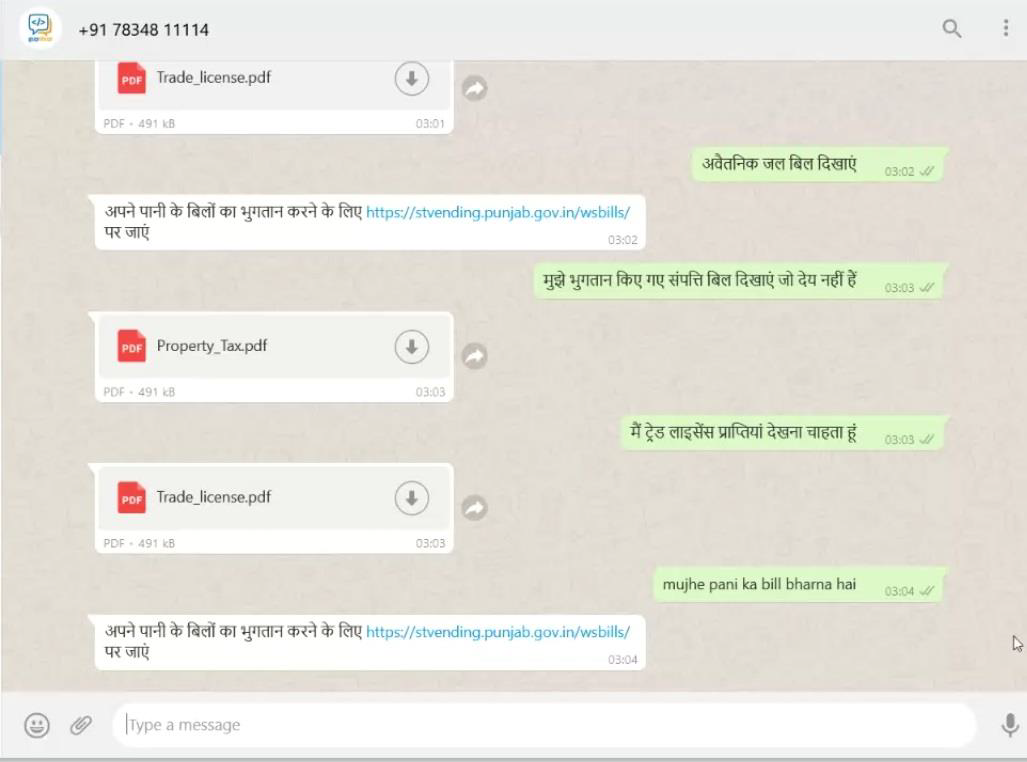 +91 78348 11114
Trade_license.pdf
PDF • 491 kB 03:01
अवैतनिक जल बिल दिखाएं 03:02
अपने पानी के बिलों का भुगतान करने के लिए https://stvending.punjab.gov.in/wsbills/
पर जाएं 03:02
मुझे भुगतान किए गए संपत्ति बिल दिखाएं जो देय नहीं हैं 03:03
Property_Tax.pdf
PDF • 491 kB 03:03
मैं ट्रेड लाइसेंस प्राप्तियां देखना चाहता हूं 03:03
Trade_license.pdf
PDF • 491 kB 03:03
mujhe pani ka bill bharna hai 03:04
अपने पानी के बिलों का भुगतान करने के लिए https://stvending.punjab.gov.in/wsbills/
पर जाएं 03:04
Type a message